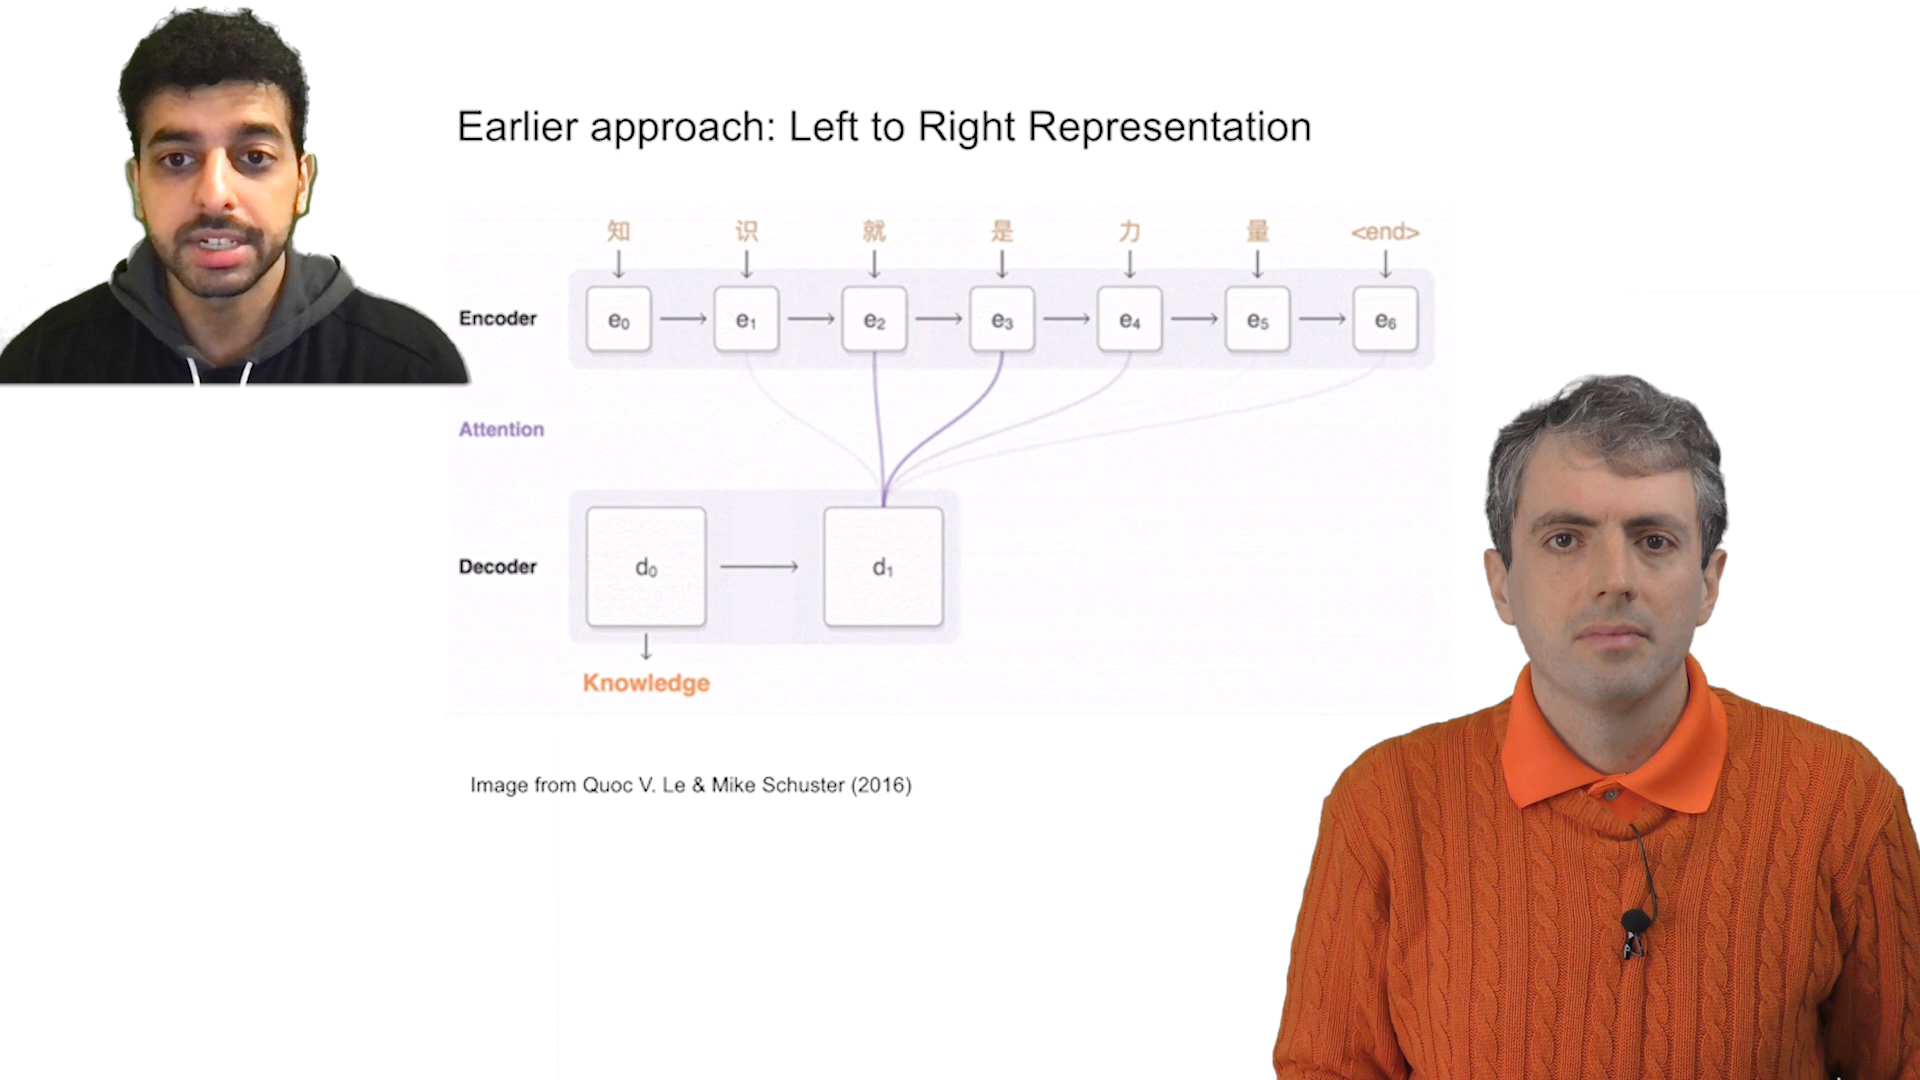 Earlier approach: Left to Right Representation
知 识 就 是 力 量 <end>
Encoder e₀ e₁ e₂ e₃ e₄ e₅ e₆
Attention
Decoder d₀ d₁
Knowledge
Image from Quoc V. Le & Mike Schuster (2016)